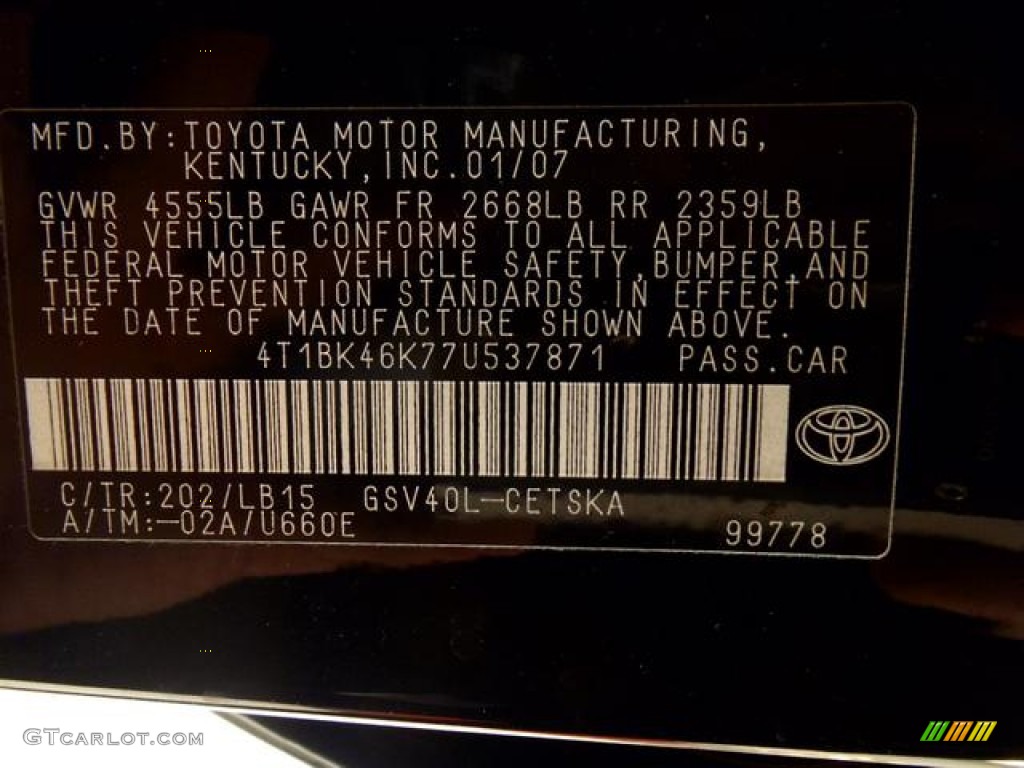 MFD.BY:TOYOTA MOTOR MANUFACTURING,
KENTUCKY,INC.01/07
GVWR 4555LB GAWR FR 2668LB RR 2359LB
THIS VEHICLE CONFORMS TO ALL APPLICABLE
FEDERAL MOTOR VEHICLE SAFETY,BUMPER,AND
THEFT PREVENTION STANDARDS IN EFFECT ON
THE DATE OF MANUFACTURE SHOWN ABOVE.
4T1BK46K77U537871 PASS.CAR
C/TR:202/LB15 GSV40L-CETSKA
A/TM:-02A/U660E 99778
GTCarlot.com